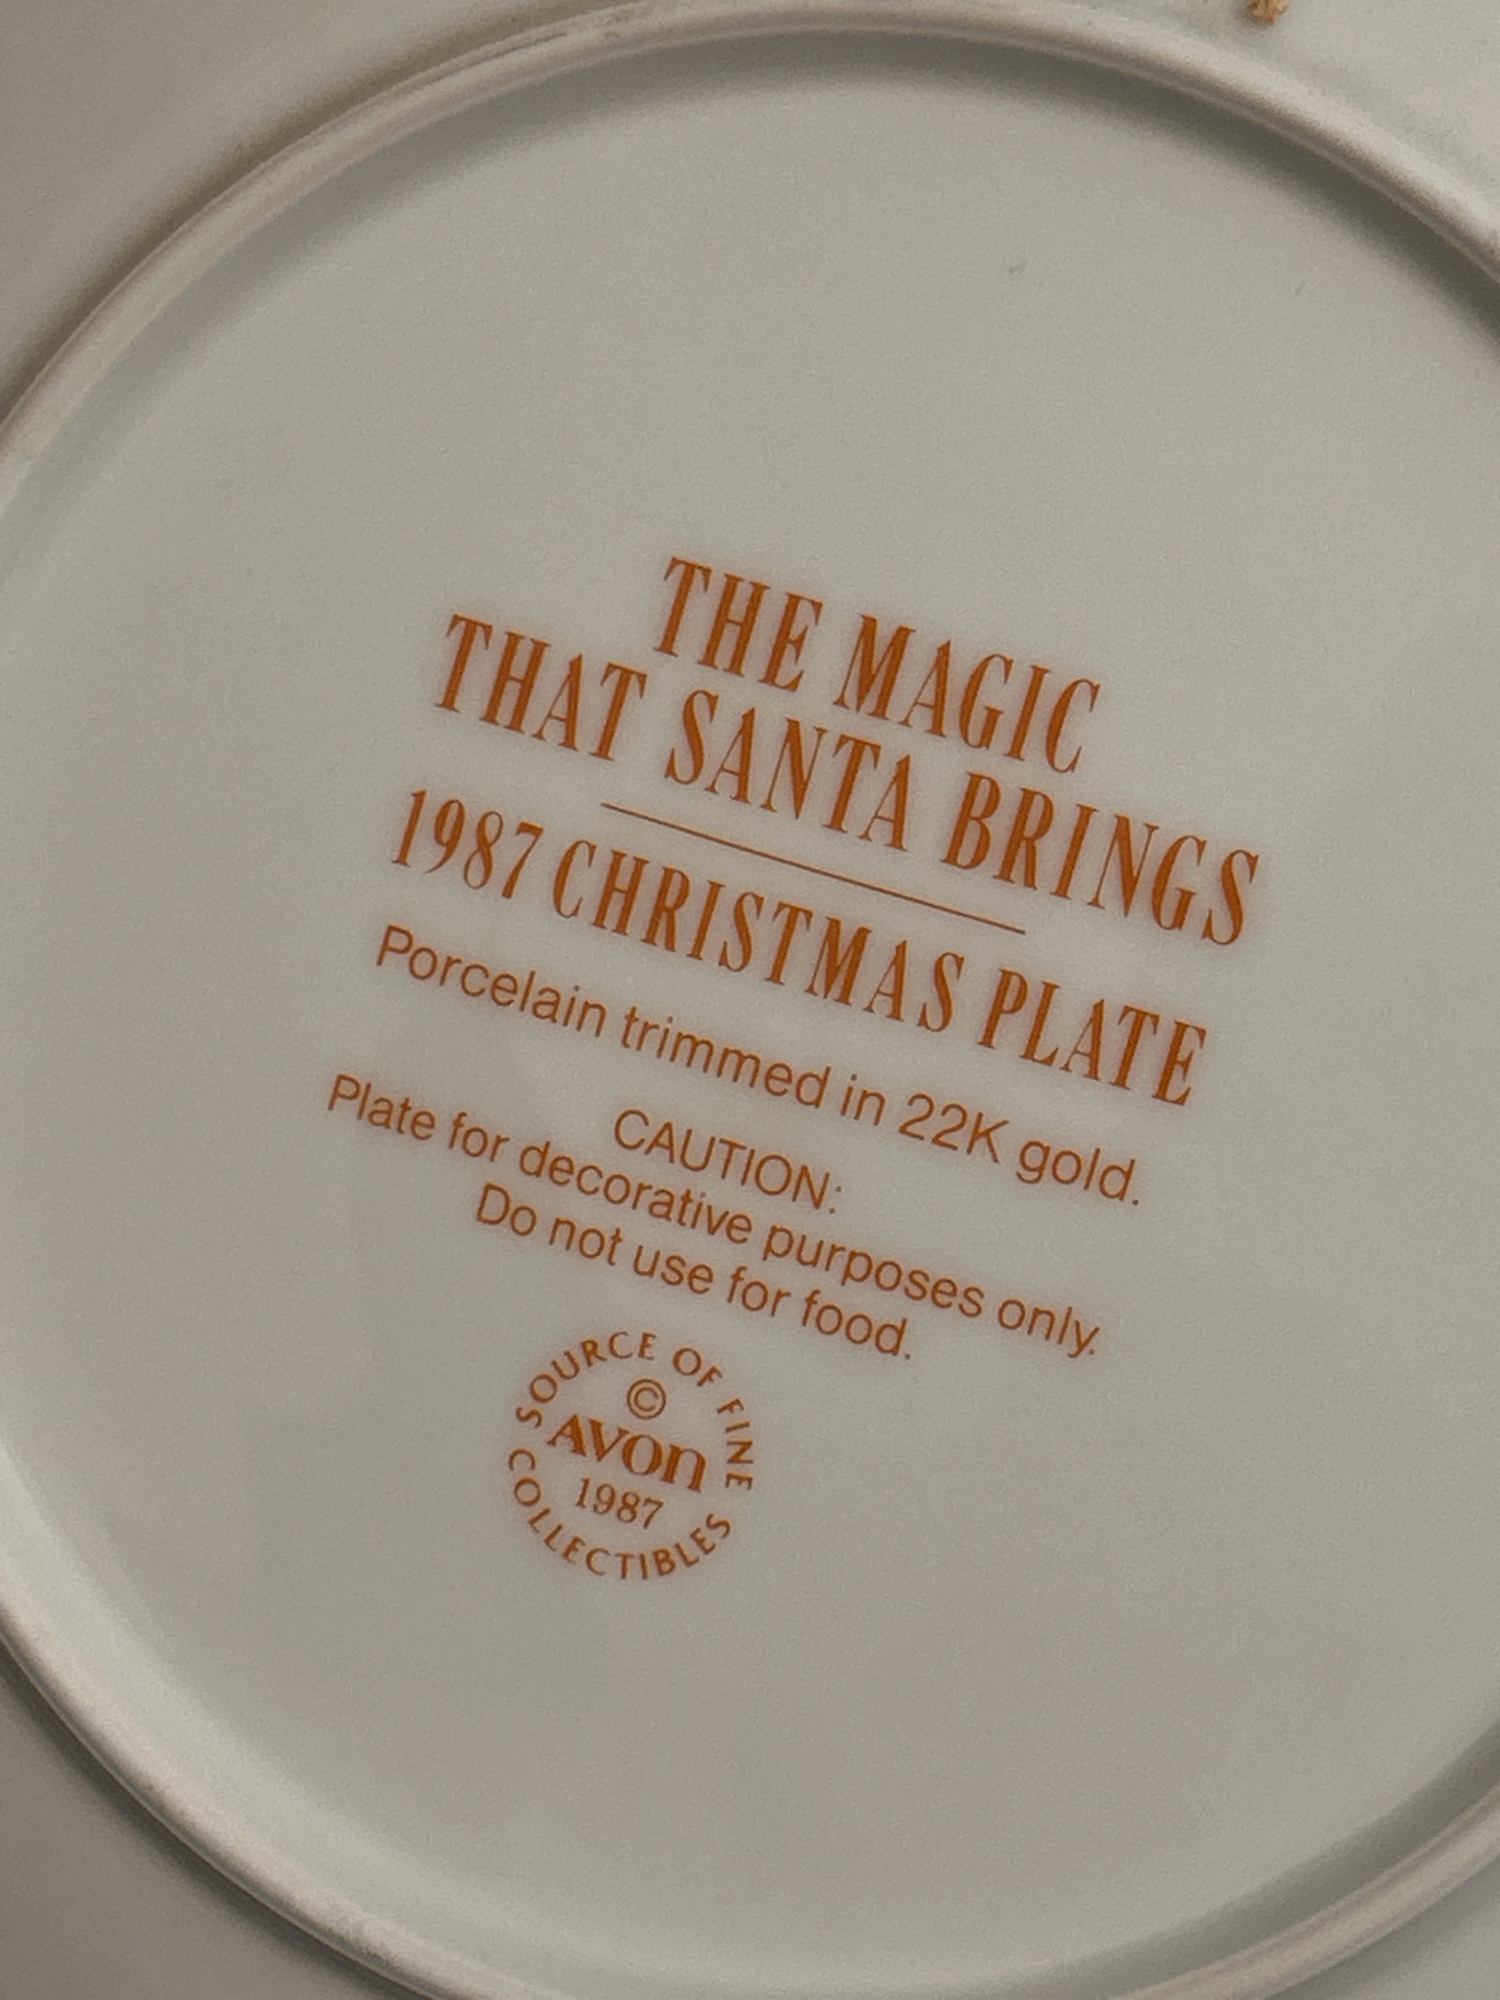 THE MAGIC
THAT SANTA BRINGS
1987 CHRISTMAS PLATE
Porcelain trimmed in 22K gold.
CAUTION:
Plate for decorative purposes only.
Do not use for food.
SOURCE OF FINE
©
AVON
1987
COLLECTIBLES